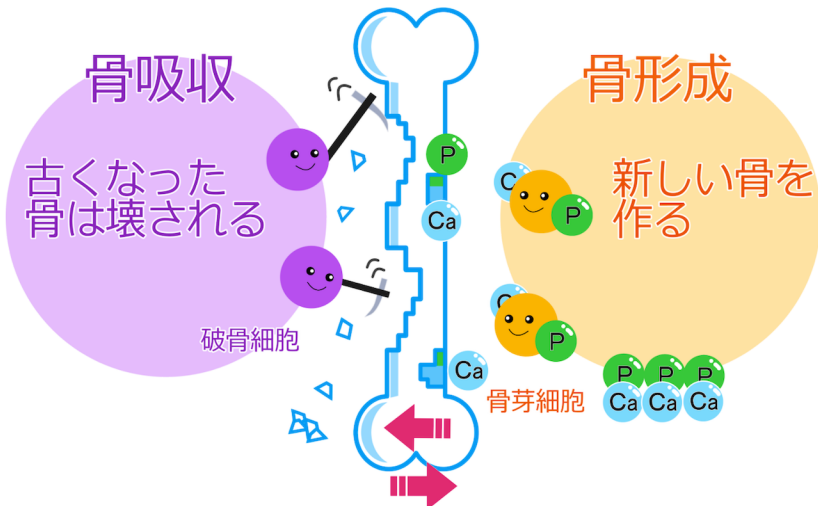 骨吸収
古くなった
骨は壊される
破骨細胞
P
Ca
Ca
骨形成
新しい骨を
作る
C
P
C
P
骨芽細胞
P P P
Ca Ca Ca